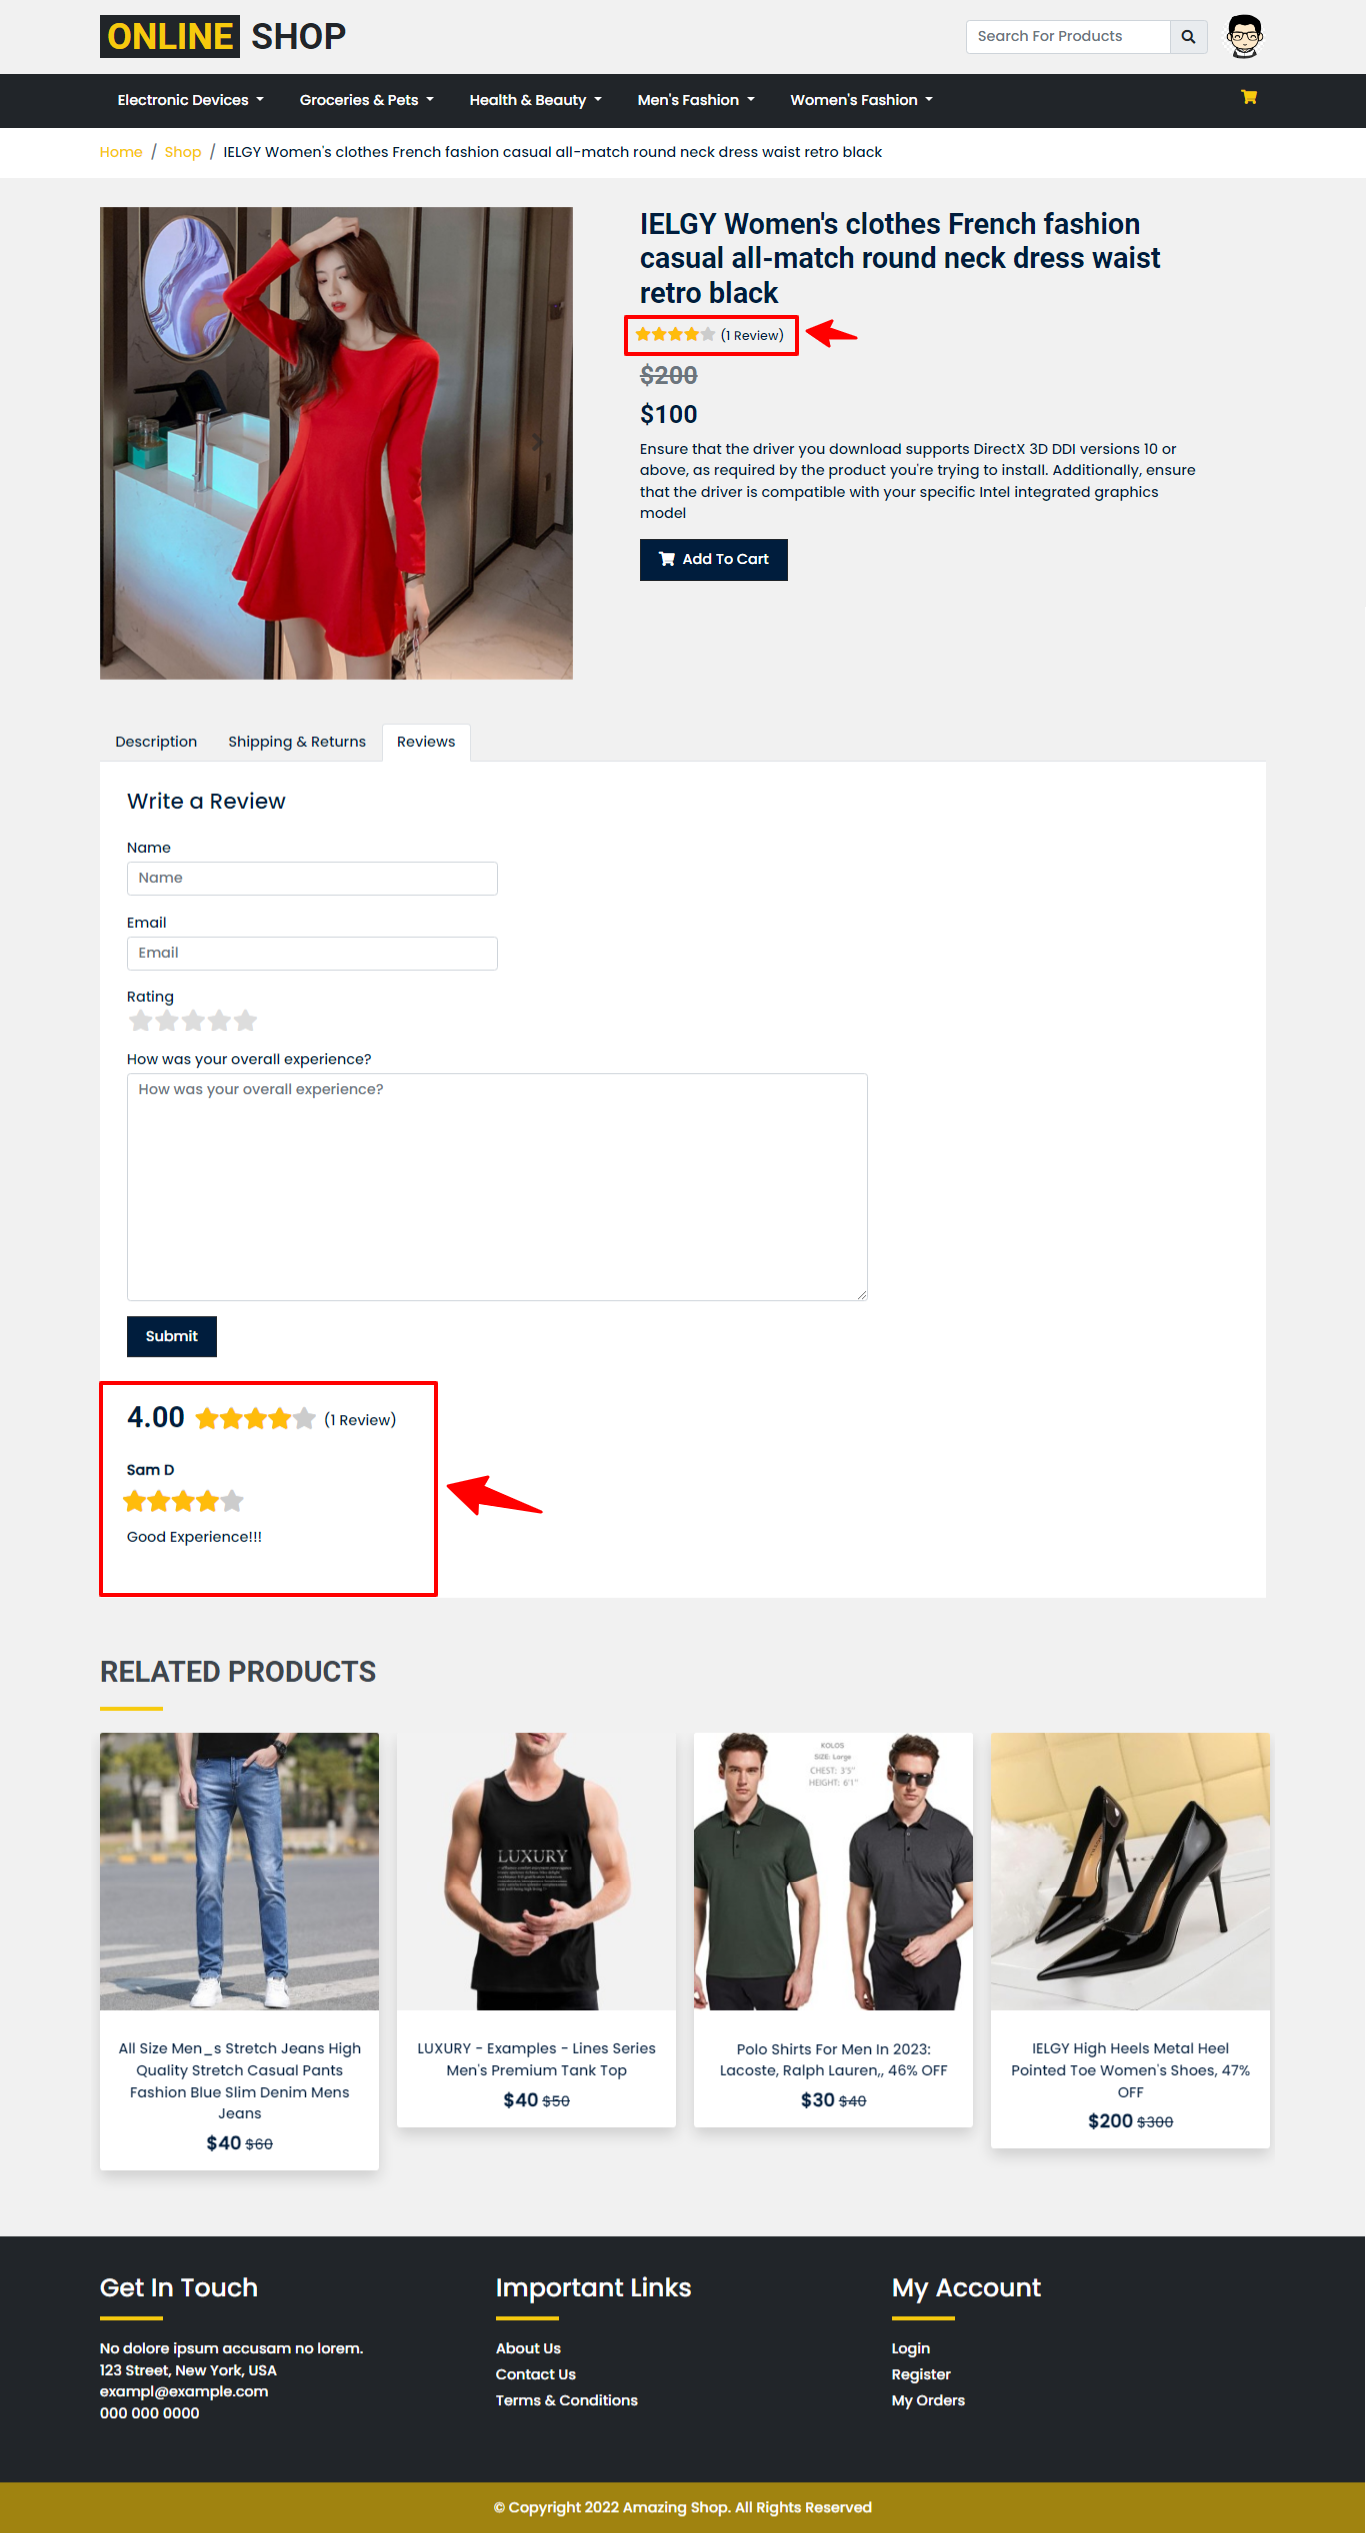 ONLINE SHOP
Search For Products
Electronic Devices
Groceries & Pets
Health & Beauty
Men's Fashion
Women's Fashion
Home / Shop / IELGY Women's clothes French fashion casual all-match round neck dress waist retro black
IELGY Women's clothes French fashion
casual all-match round neck dress waist
retro black
(1 Review)
$200
$100
Ensure that the driver you download supports DirectX 3D DDI versions 10 or
above, as required by the product you're trying to install. Additionally, ensure
that the driver is compatible with your specific Intel integrated graphics
model
Add To Cart
Description
Shipping & Returns
Reviews
Write a Review
Name
Name
Email
Email
Rating
How was your overall experience?
How was your overall experience?
Submit
4.00 (1 Review)
Sam D
Good Experience!!!
RELATED PRODUCTS
LUXURY
KOLOS
SIZE: Large
CHEST: 3'5"
HEIGHT: 6'1"
All Size Men_s Stretch Jeans High
Quality Stretch Casual Pants
Fashion Blue Slim Denim Mens
Jeans
$40 $60
LUXURY - Examples - Lines Series
Men's Premium Tank Top
$40 $50
Polo Shirts For Men In 2023:
Lacoste, Ralph Lauren,, 46% OFF
$30 $40
IELGY High Heels Metal Heel
Pointed Toe Women's Shoes, 47%
OFF
$200 $300
Get In Touch
No dolore ipsum accusam no lorem.
123 Street, New York, USA
exampl@example.com
000 000 0000
Important Links
About Us
Contact Us
Terms & Conditions
My Account
Login
Register
My Orders
© Copyright 2022 Amazing Shop. All Rights Reserved